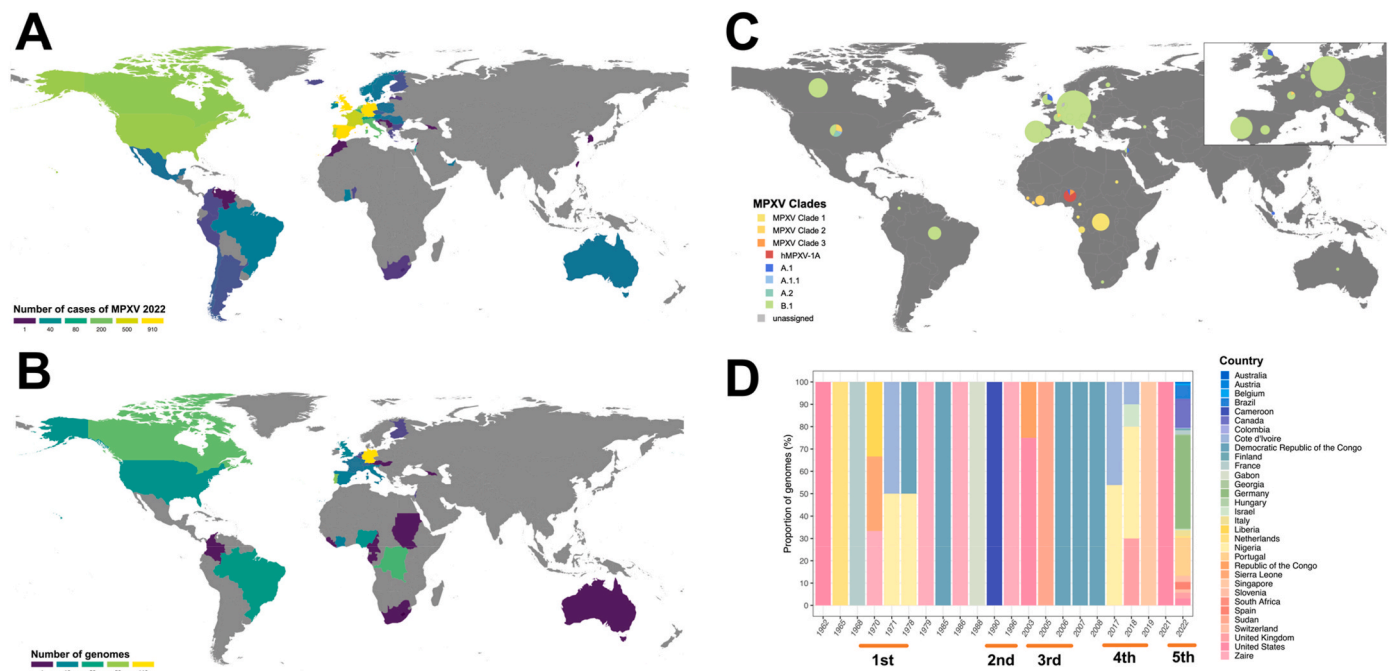 A
Number of cases of MPXV 2022
1 40 80 200 500 910
B
Number of genomes
C
MPXV Clades
MPXV Clade 1
MPXV Clade 2
MPXV Clade 3
hMPXV-1A
A.1
A.1.1
A.2
B.1
unassigned
D
Proportion of genomes (%)
100
90
80
70
60
50
40
30
20
10
0
1962 1965 1968 1970 1971 1978 1979 1985 1986 1988 1990 1996 2003 2005 2006 2007 2008 2017 2018 2019 2021 2022
1st 2nd 3rd 4th 5th
Country
Australia
Austria
Belgium
Brazil
Cameroon
Canada
Colombia
Cote d'Ivoire
Democratic Republic of the Congo
Finland
France
Gabon
Georgia
Germany
Hungary
Israel
Italy
Liberia
Netherlands
Nigeria
Portugal
Republic of the Congo
Sierra Leone
Singapore
Slovenia
South Africa
Spain
Sudan
Switzerland
United Kingdom
United States
Zaire